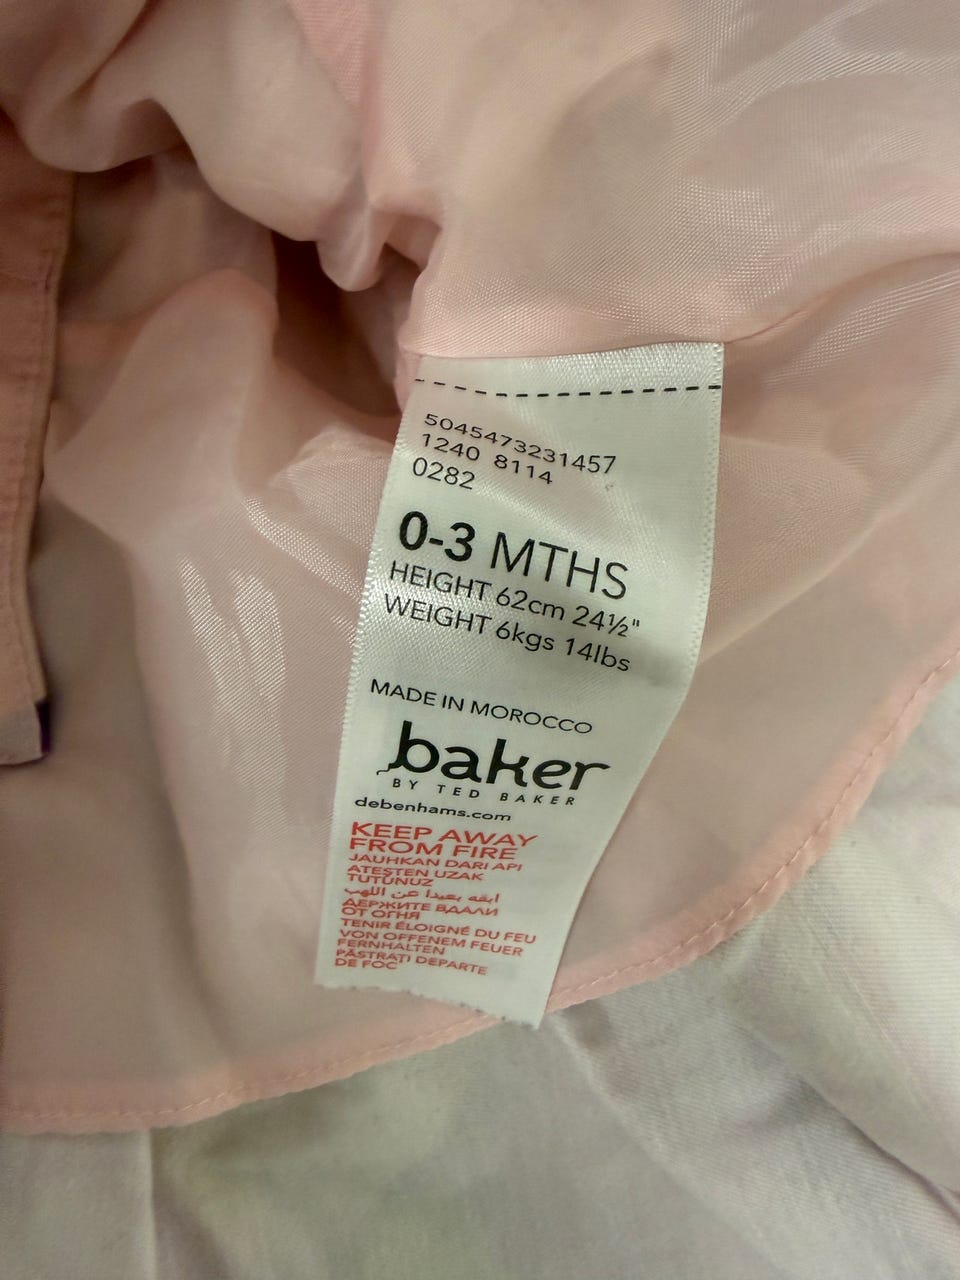 5045473231457
1240 8114
0282
0-3 MTHS
HEIGHT 62cm 24½"
WEIGHT 6kgs 14lbs
MADE IN MOROCCO
baker
BY TED BAKER
debenhams.com
KEEP AWAY
FROM FIRE
JAUHKAN DARI API
ATEŞTEN UZAK
TUTUNUZ
ابقه بعيدا عن اللهب
ДЕРЖИТЕ ВДАЛИ
ОТ ОГНЯ
TENIR ÉLOIGNÉ DU FEU
VON OFFENEM FEUER
FERNHALTEN
PĂSTRAŢI DEPARTE
DE FOC